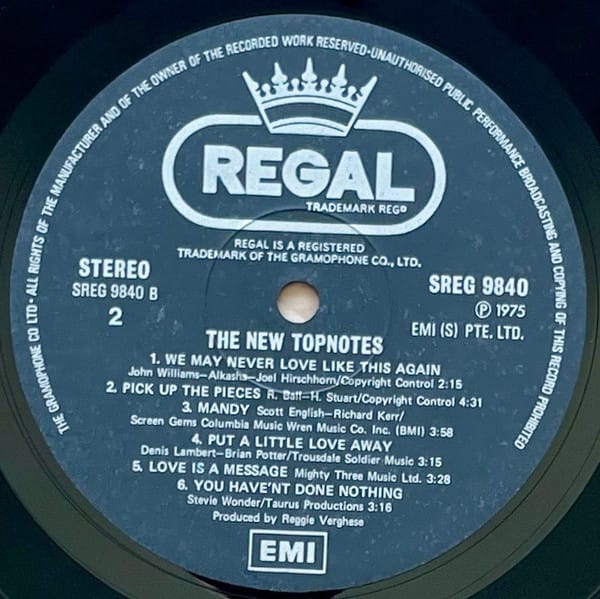 THE GRAMOPHONE CO LTD · ALL RIGHTS OF THE MANUFACTURER AND OF THE OWNER OF THE RECORDED WORK RESERVED · UNAUTHORISED PUBLIC PERFORMANCE BROADCASTING AND COPYING OF THIS RECORD PROHIBITED
REGAL
TRADEMARK REGD
REGAL IS A REGISTERED
TRADEMARK OF THE GRAMOPHONE CO., LTD.
STEREO
SREG 9840 B
2
SREG 9840
Ⓟ 1975
EMI (S) PTE. LTD.
THE NEW TOPNOTES
1. WE MAY NEVER LOVE LIKE THIS AGAIN
John Williams—Alkasha—Joel Hirschhorn/Copyright Control 2:15
2. PICK UP THE PIECES R. Ball—H. Stuart/Copyright Control 4:31
3. MANDY Scott English—Richard Kerr/
Screen Gems Columbia Music Wren Music Co. Inc. (BMI) 3:58
4. PUT A LITTLE LOVE AWAY
Denis Lambert—Brian Potter/Trousdale Soldier Music 3:15
5. LOVE IS A MESSAGE Mighty Three Music Ltd. 3:28
6. YOU HAVE'NT DONE NOTHING
Stevie Wonder/Taurus Productions 3:16
Produced by Reggie Verghese
EMI